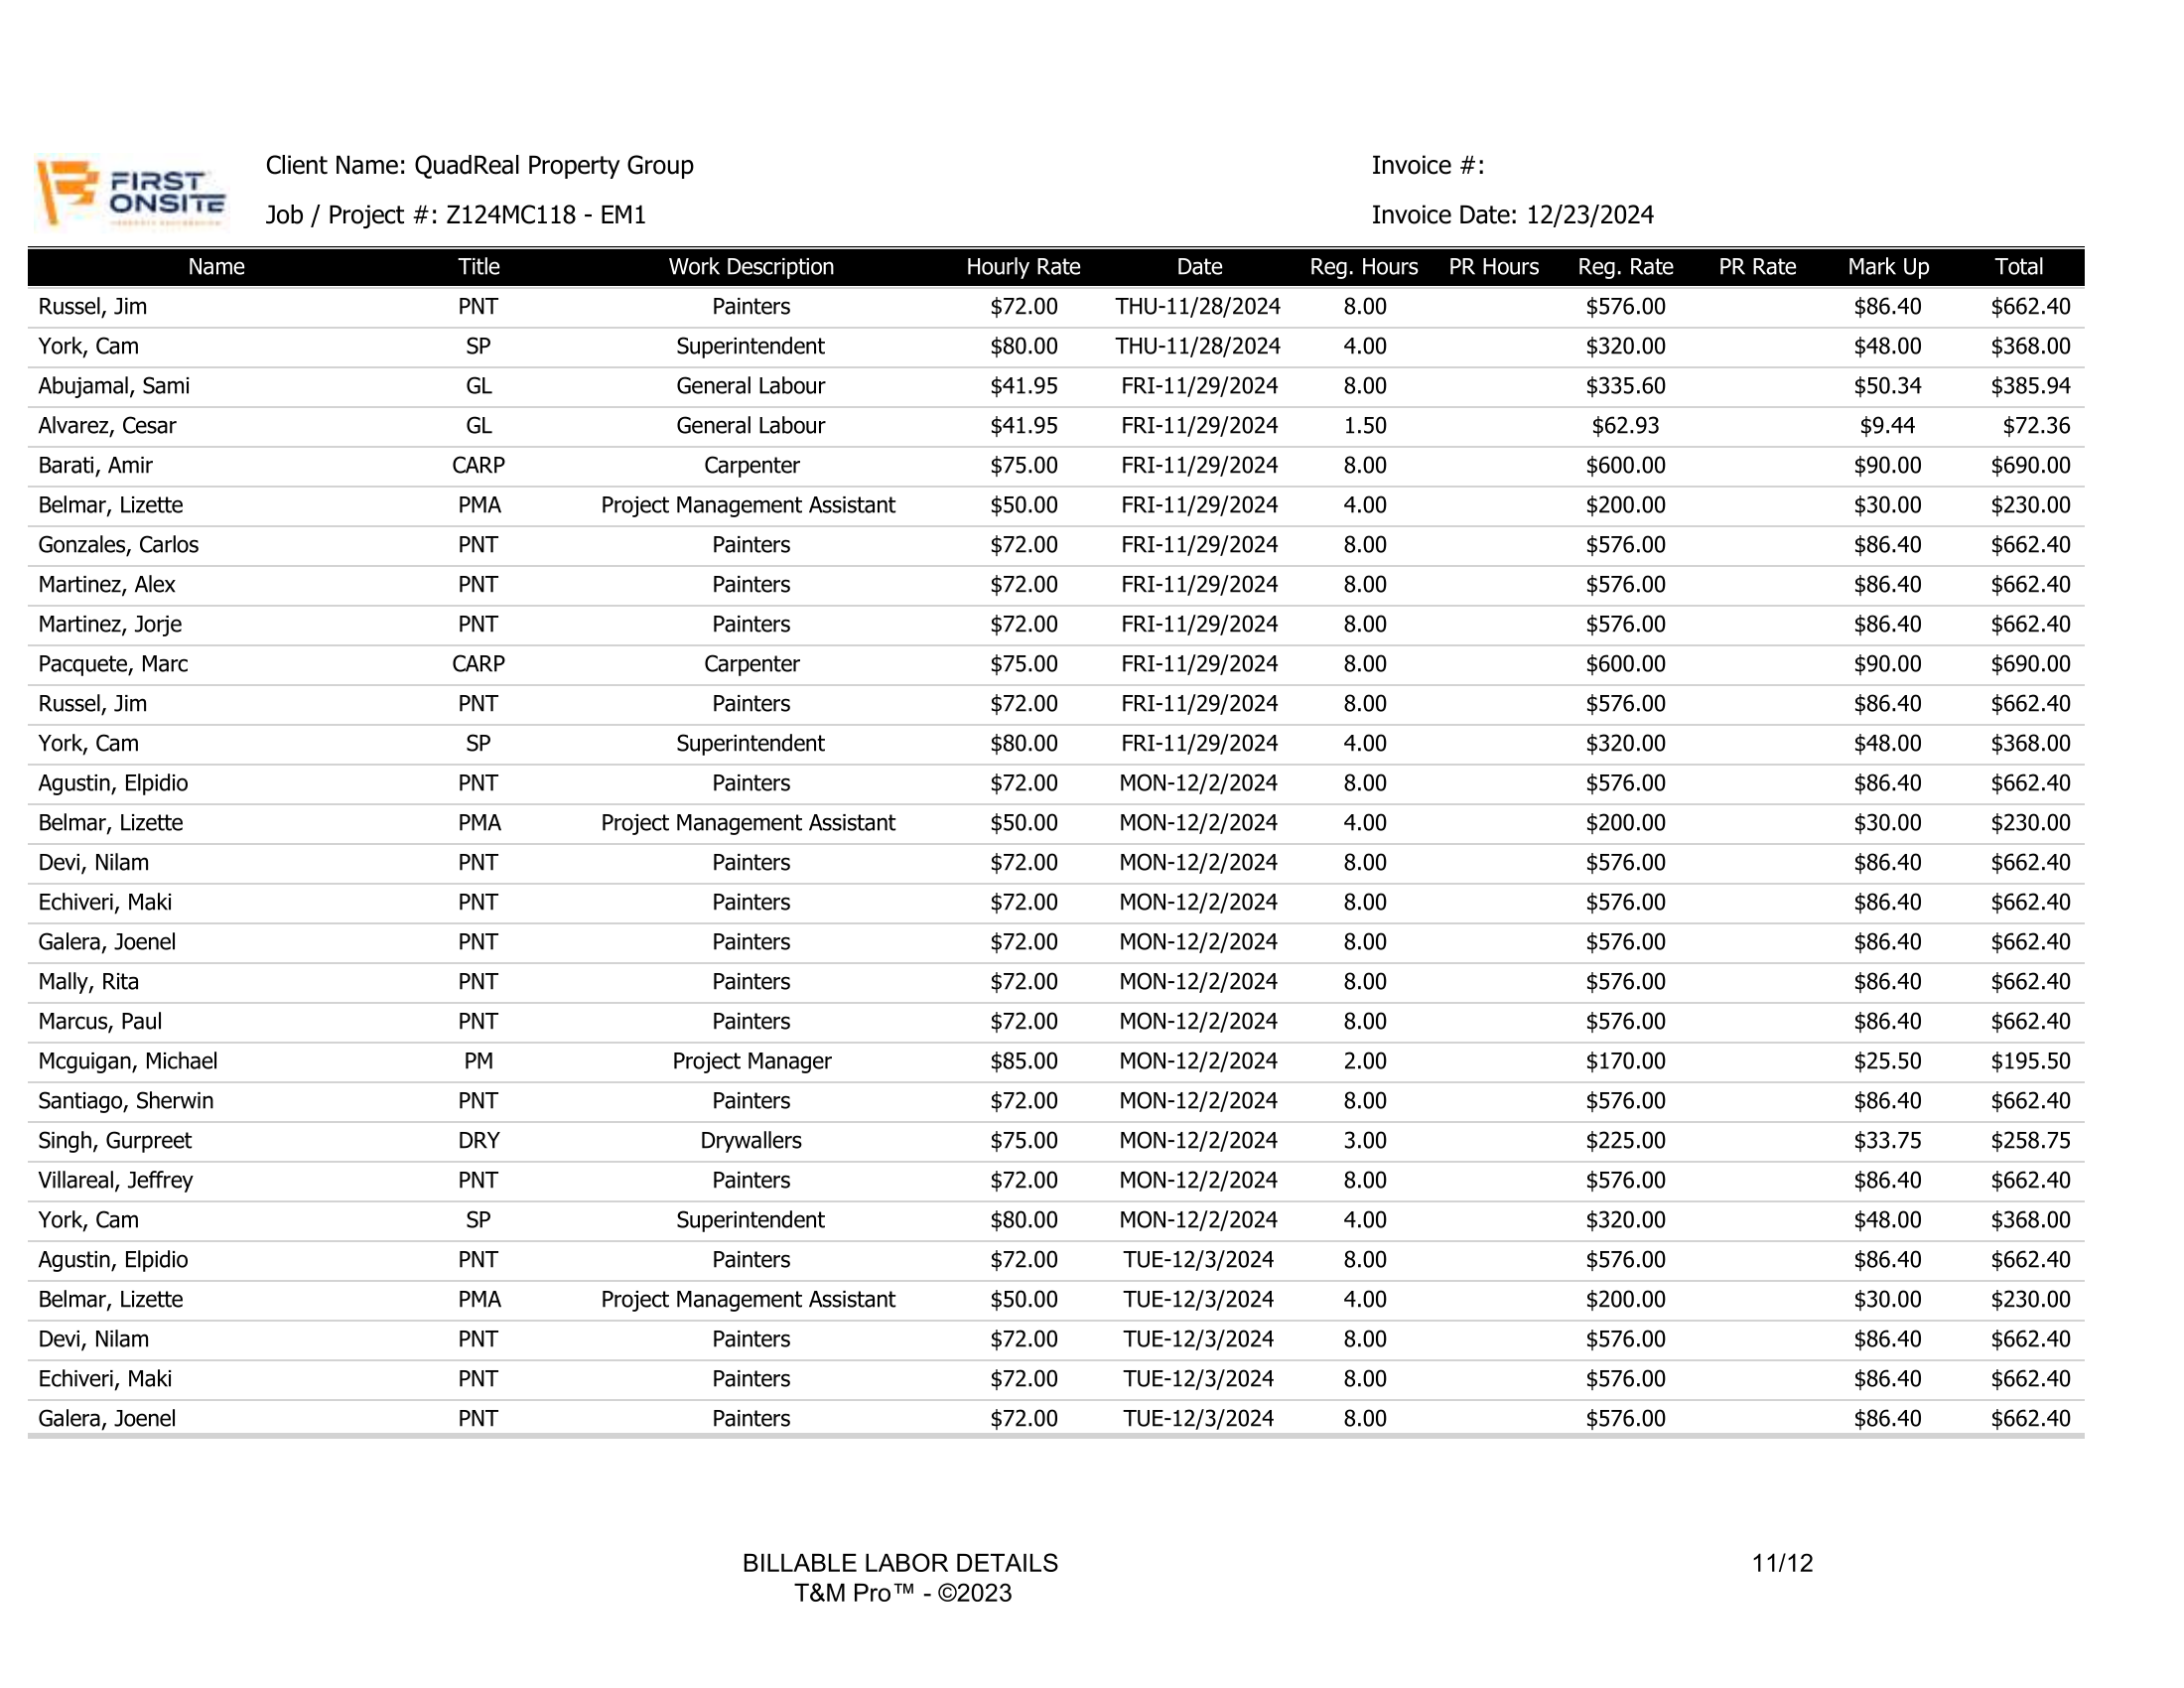 FIRST ONSITE
Client Name: QuadReal Property Group
Invoice #:
Job / Project #: Z124MC118 - EM1
Invoice Date: 12/23/2024
Name Title Work Description Hourly Rate Date Reg. Hours PR Hours Reg. Rate PR Rate Mark Up Total
Russel, Jim PNT Painters $72.00 THU-11/28/2024 8.00 $576.00 $86.40 $662.40
York, Cam SP Superintendent $80.00 THU-11/28/2024 4.00 $320.00 $48.00 $368.00
Abujamal, Sami GL General Labour $41.95 FRI-11/29/2024 8.00 $335.60 $50.34 $385.94
Alvarez, Cesar GL General Labour $41.95 FRI-11/29/2024 1.50 $62.93 $9.44 $72.36
Barati, Amir CARP Carpenter $75.00 FRI-11/29/2024 8.00 $600.00 $90.00 $690.00
Belmar, Lizette PMA Project Management Assistant $50.00 FRI-11/29/2024 4.00 $200.00 $30.00 $230.00
Gonzales, Carlos PNT Painters $72.00 FRI-11/29/2024 8.00 $576.00 $86.40 $662.40
Martinez, Alex PNT Painters $72.00 FRI-11/29/2024 8.00 $576.00 $86.40 $662.40
Martinez, Jorje PNT Painters $72.00 FRI-11/29/2024 8.00 $576.00 $86.40 $662.40
Pacquete, Marc CARP Carpenter $75.00 FRI-11/29/2024 8.00 $600.00 $90.00 $690.00
Russel, Jim PNT Painters $72.00 FRI-11/29/2024 8.00 $576.00 $86.40 $662.40
York, Cam SP Superintendent $80.00 FRI-11/29/2024 4.00 $320.00 $48.00 $368.00
Agustin, Elpidio PNT Painters $72.00 MON-12/2/2024 8.00 $576.00 $86.40 $662.40
Belmar, Lizette PMA Project Management Assistant $50.00 MON-12/2/2024 4.00 $200.00 $30.00 $230.00
Devi, Nilam PNT Painters $72.00 MON-12/2/2024 8.00 $576.00 $86.40 $662.40
Echiveri, Maki PNT Painters $72.00 MON-12/2/2024 8.00 $576.00 $86.40 $662.40
Galera, Joenel PNT Painters $72.00 MON-12/2/2024 8.00 $576.00 $86.40 $662.40
Mally, Rita PNT Painters $72.00 MON-12/2/2024 8.00 $576.00 $86.40 $662.40
Marcus, Paul PNT Painters $72.00 MON-12/2/2024 8.00 $576.00 $86.40 $662.40
Mcguigan, Michael PM Project Manager $85.00 MON-12/2/2024 2.00 $170.00 $25.50 $195.50
Santiago, Sherwin PNT Painters $72.00 MON-12/2/2024 8.00 $576.00 $86.40 $662.40
Singh, Gurpreet DRY Drywallers $75.00 MON-12/2/2024 3.00 $225.00 $33.75 $258.75
Villareal, Jeffrey PNT Painters $72.00 MON-12/2/2024 8.00 $576.00 $86.40 $662.40
York, Cam SP Superintendent $80.00 MON-12/2/2024 4.00 $320.00 $48.00 $368.00
Agustin, Elpidio PNT Painters $72.00 TUE-12/3/2024 8.00 $576.00 $86.40 $662.40
Belmar, Lizette PMA Project Management Assistant $50.00 TUE-12/3/2024 4.00 $200.00 $30.00 $230.00
Devi, Nilam PNT Painters $72.00 TUE-12/3/2024 8.00 $576.00 $86.40 $662.40
Echiveri, Maki PNT Painters $72.00 TUE-12/3/2024 8.00 $576.00 $86.40 $662.40
Galera, Joenel PNT Painters $72.00 TUE-12/3/2024 8.00 $576.00 $86.40 $662.40
BILLABLE LABOR DETAILS 11/12
T&M Pro™ - ©2023